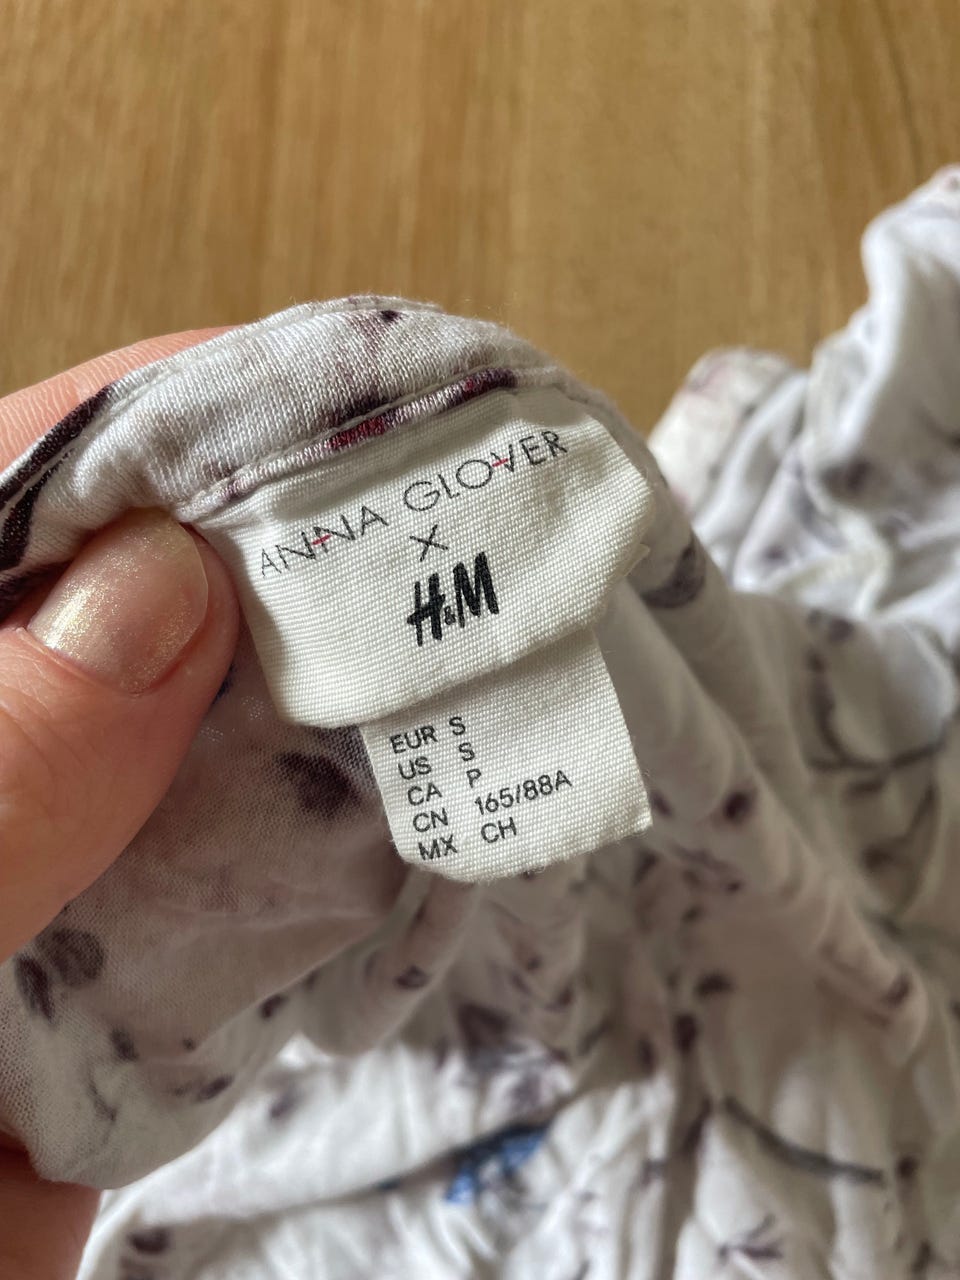 ANNA GLOVER
X
H&M
EUR S
US S
CA P
CN 165/88A
MX CH